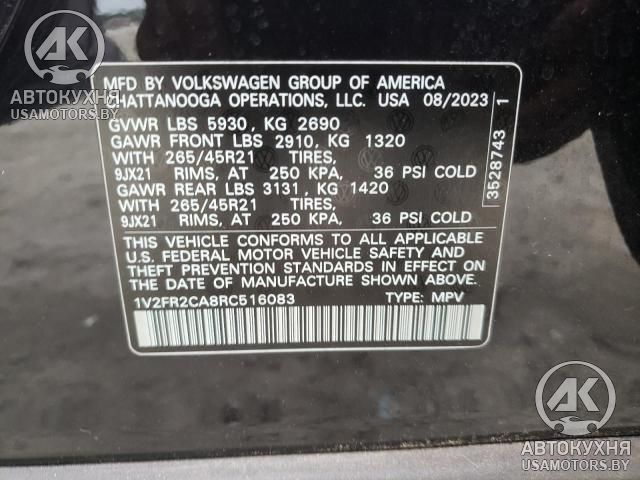 АК
АВТОКУХНЯ
USAMOTORS.BY
MFD BY VOLKSWAGEN GROUP OF AMERICA
CHATTANOOGA OPERATIONS, LLC. USA 08/2023
GVWR LBS 5930, KG 2690
GAWR FRONT LBS 2910, KG 1320
WITH 265/45R21 TIRES,
9JX21 RIMS, AT 250 KPA, 36 PSI COLD
GAWR REAR LBS 3131, KG 1420
WITH 265/45R21 TIRES,
9JX21 RIMS, AT 250 KPA, 36 PSI COLD
THIS VEHICLE CONFORMS TO ALL APPLICABLE
U.S. FEDERAL MOTOR VEHICLE SAFETY AND
THEFT PREVENTION STANDARDS IN EFFECT ON
THE DATE OF MANUFACTURE SHOWN ABOVE.
1V2FR2CA8RC516083 TYPE: MPV
3528743 1
АК
АВТОКУХНЯ
USAMOTORS.BY